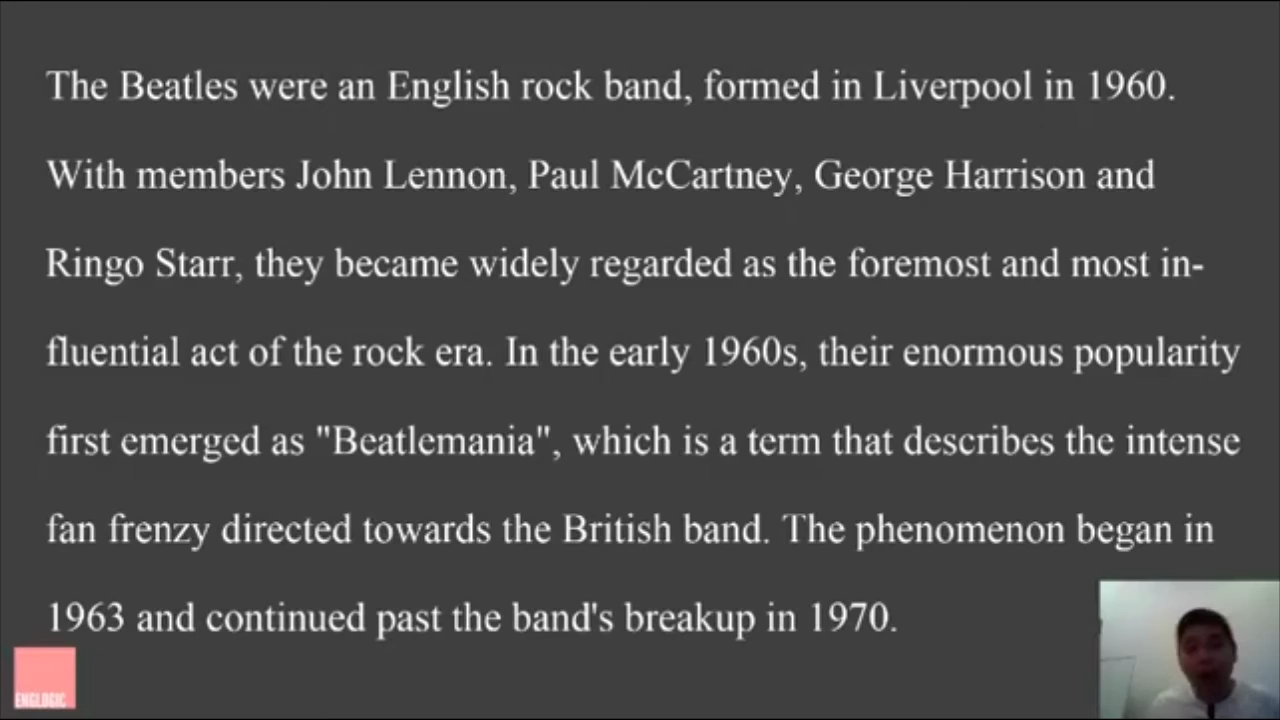 The Beatles were an English rock band, formed in Liverpool in 1960.
With members John Lennon, Paul McCartney, George Harrison and
Ringo Starr, they became widely regarded as the foremost and most in-
fluential act of the rock era. In the early 1960s, their enormous popularity
first emerged as "Beatlemania", which is a term that describes the intense
fan frenzy directed towards the British band. The phenomenon began in
1963 and continued past the band's breakup in 1970.
ENGLOGIC